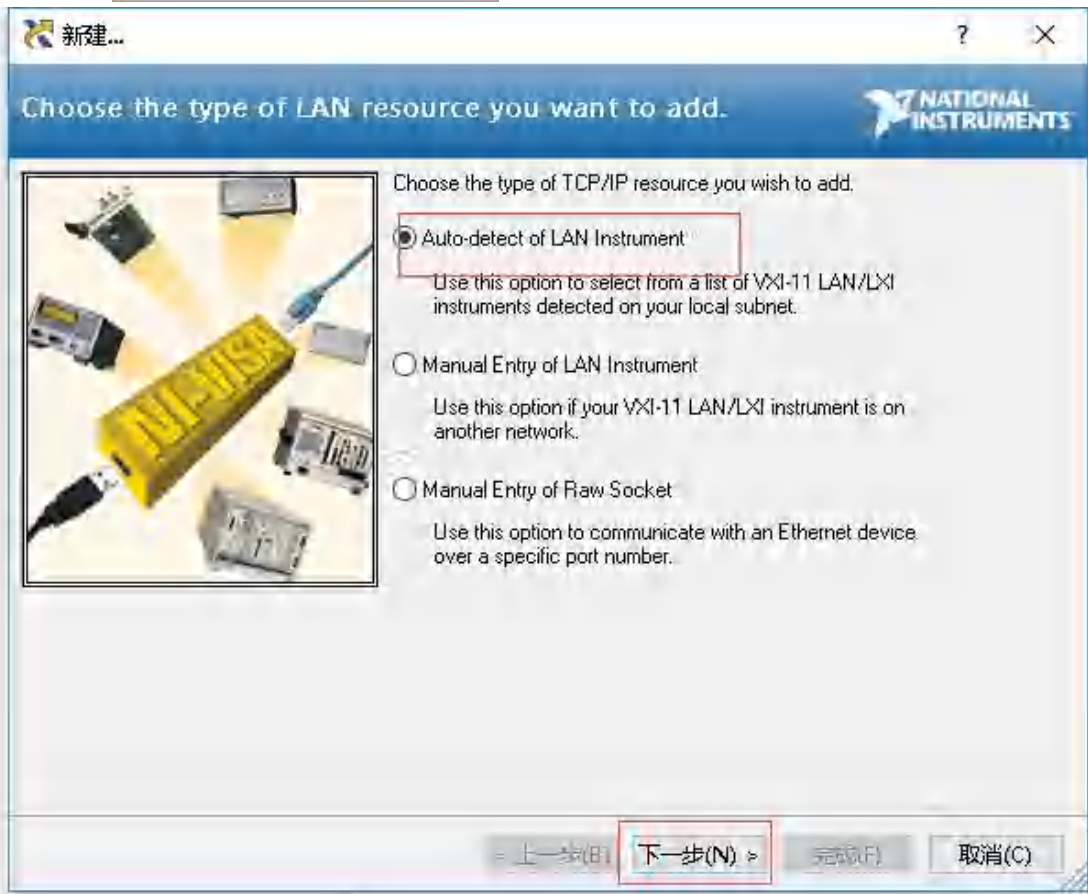 新建...
?
Choose the type of LAN resource you want to add.
NATIONAL
INSTRUMENTS
Choose the type of TCP/IP resource you wish to add.
Auto-detect of LAN Instrument
Use this option to select from a list of VXI-11 LAN/LXI
instruments detected on your local subnet.
Manual Entry of LAN Instrument
Use this option if your VXI-11 LAN/LXI instrument is on
another network.
Manual Entry of Raw Socket
Use this option to communicate with an Ethernet device
over a specific port number.
NI-VISA
< 上一步(B)
下一步(N) >
完成(F)
取消(C)